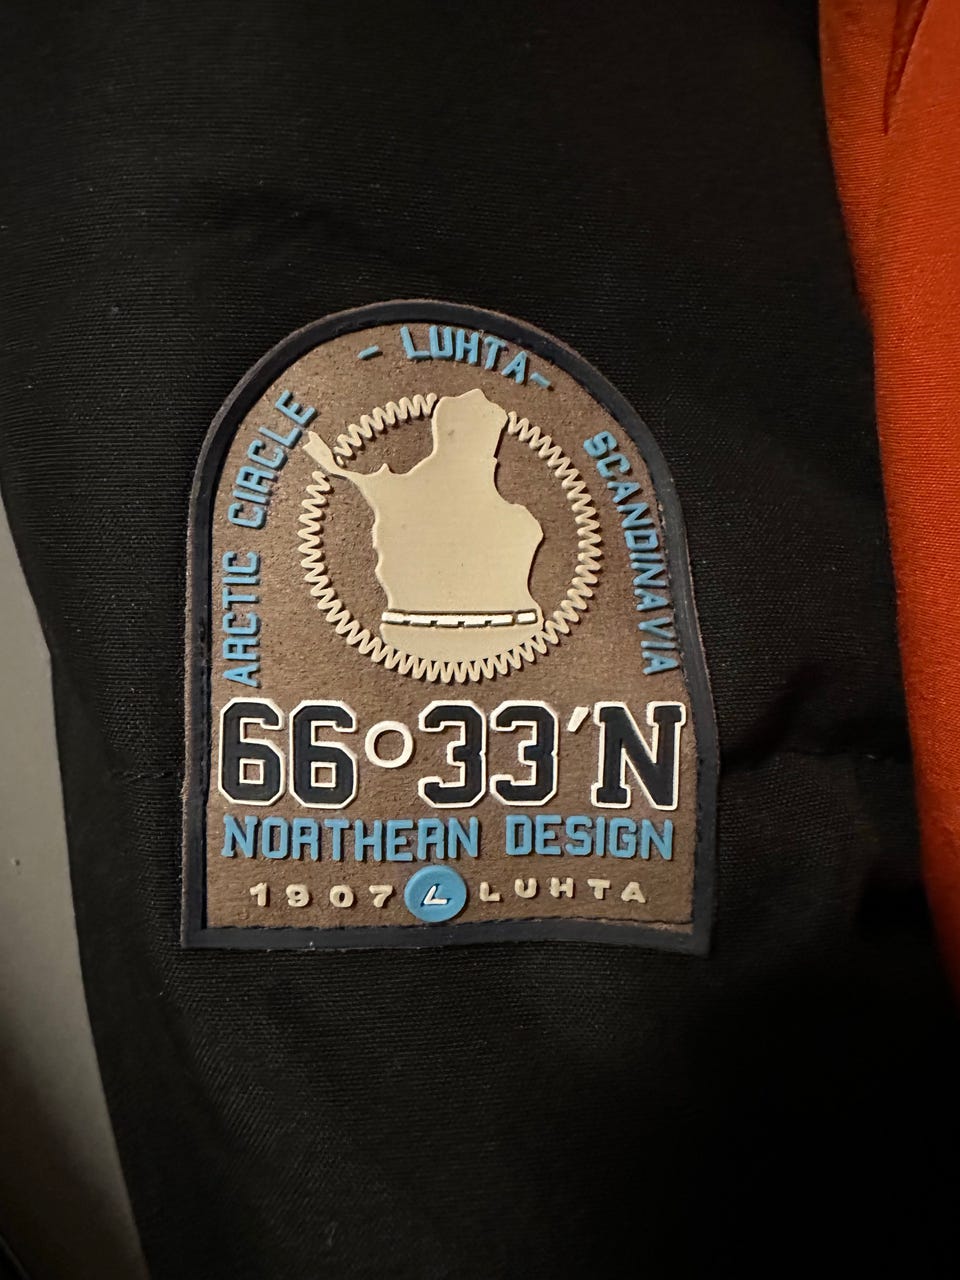 - LUHTA -
ARCTIC CIRCLE
SCANDINAVIA
66°33'N
NORTHERN DESIGN
1907 L LUHTA